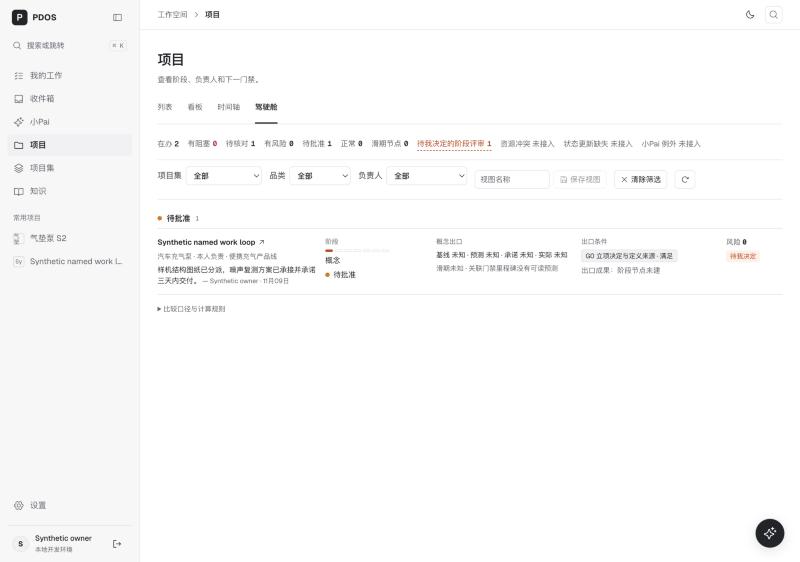 P PDOS
搜索或跳转 ⌘ K
我的工作
收件箱
小Pai
项目
项目集
知识
常用项目
气垫泵 S2
Sy Synthetic named work l...
设置
S Synthetic owner
本地开发环境
工作空间 > 项目
项目
查看阶段、负责人和下一门禁。
列表 看板 时间轴 驾驶舱
在办 2 有阻塞 0 待核对 1 有风险 0 待批准 1 正常 0 滑期节点 0 待我决定的阶段评审 1 资源冲突 未接入 状态更新缺失 未接入 小Pai 例外 未接入
项目集 全部 品类 全部 负责人 全部 视图名称 保存视图 清除筛选
待批准 1
Synthetic named work loop ↗
汽车充气泵 · 本人负责 · 便携充气产品线
样机结构图纸已分派，噪声复测方案已承接并承诺
三天内交付。 — Synthetic owner · 11月09日
阶段
概念
待批准
概念出口
基线 未知 · 预测 未知 · 承诺 未知 · 实际 未知
滑期未知 · 关联门禁里程碑没有可读预测
出口条件
GO 立项决定与定义来源 · 满足
出口成果：阶段节点未建
风险 0
待我决定
比较口径与计算规则